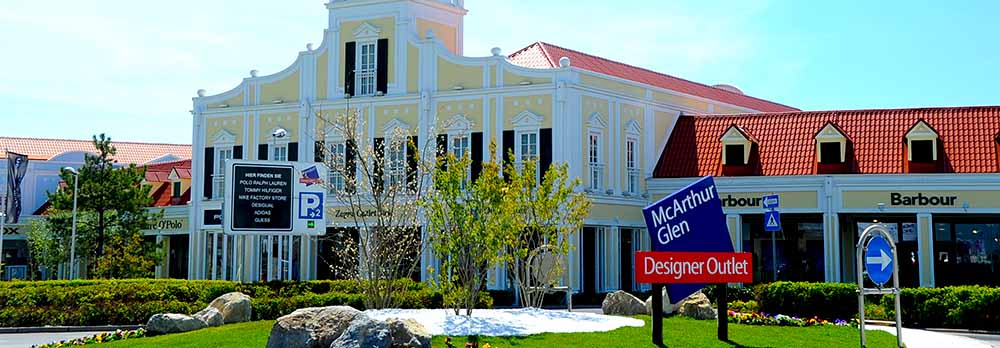 HIER FINDEN SIE
POLO RALPH LAUREN
TOMMY HILFIGER
NIKE FACTORY STORE
DESIGUAL
ADIDAS
GUESS
P2
McArthur
Glen
Designer Outlet
Barbour
Barbour